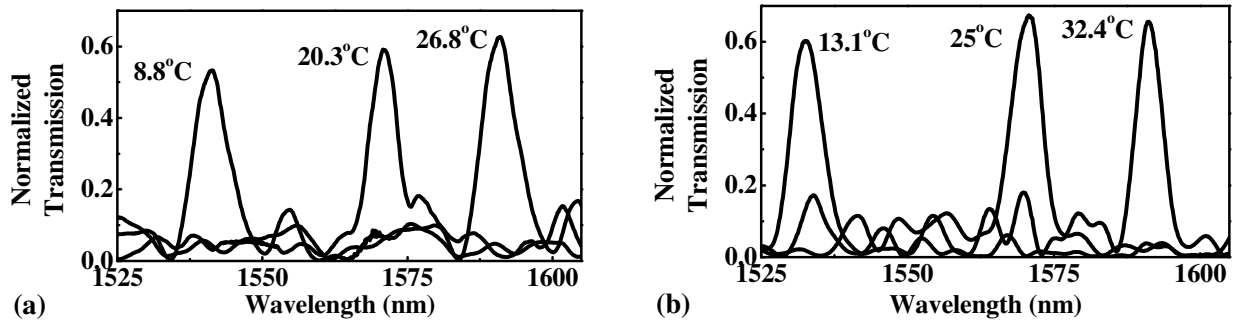 8.8°C
20.3°C
26.8°C
0.6
0.4
0.2
0.0
Normalized
Transmission
1525
1550
1575
1600
Wavelength (nm)
(a)
13.1°C
25°C
32.4°C
0.6
0.4
0.2
0.0
Normalized
Transmission
1525
1550
1575
1600
Wavelength (nm)
(b)